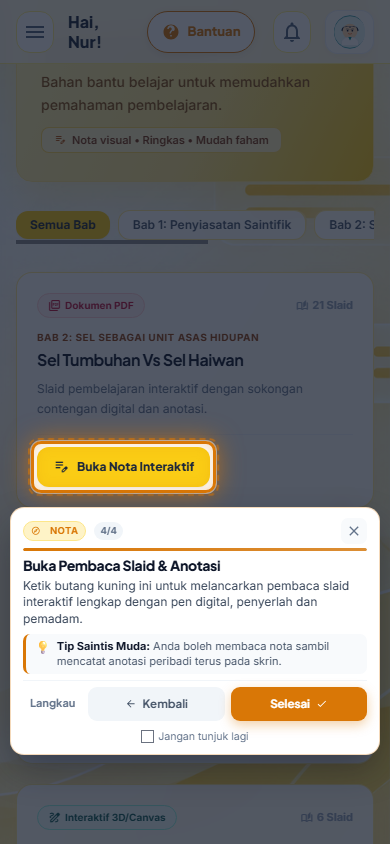 Hai,
Nur!
Bantuan
Bahan bantu belajar untuk memudahkan
pemahaman pembelajaran.
Nota visual • Ringkas • Mudah faham
Semua Bab
Bab 1: Penyiasatan Saintifik
Bab 2: S
Dokumen PDF
21 Slaid
BAB 2: SEL SEBAGAI UNIT ASAS HIDUPAN
Sel Tumbuhan Vs Sel Haiwan
Slaid pembelajaran interaktif dengan sokongan
contengan digital dan anotasi.
Buka Nota Interaktif
NOTA
4/4
Buka Pembaca Slaid & Anotasi
Ketik butang kuning ini untuk melancarkan pembaca slaid
interaktif lengkap dengan pen digital, penyerlah dan
pemadam.
Tip Saintis Muda: Anda boleh membaca nota sambil
mencatat anotasi peribadi terus pada skrin.
Langkau
Kembali
Selesai
Jangan tunjuk lagi
Interaktif 3D/Canvas
6 Slaid